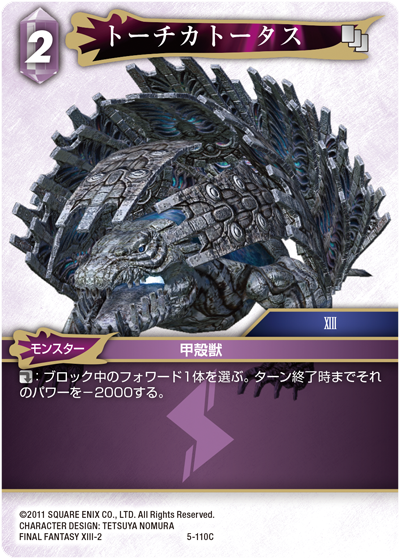 2
トーチカトータス
XIII
モンスター
甲殻獣
:ブロック中のフォワード1体を選ぶ。ターン終了時までそれ
のパワーを−2000する。
©2011 SQUARE ENIX CO., LTD. All Rights Reserved.
CHARACTER DESIGN: TETSUYA NOMURA
FINAL FANTASY XIII-2
5-110C